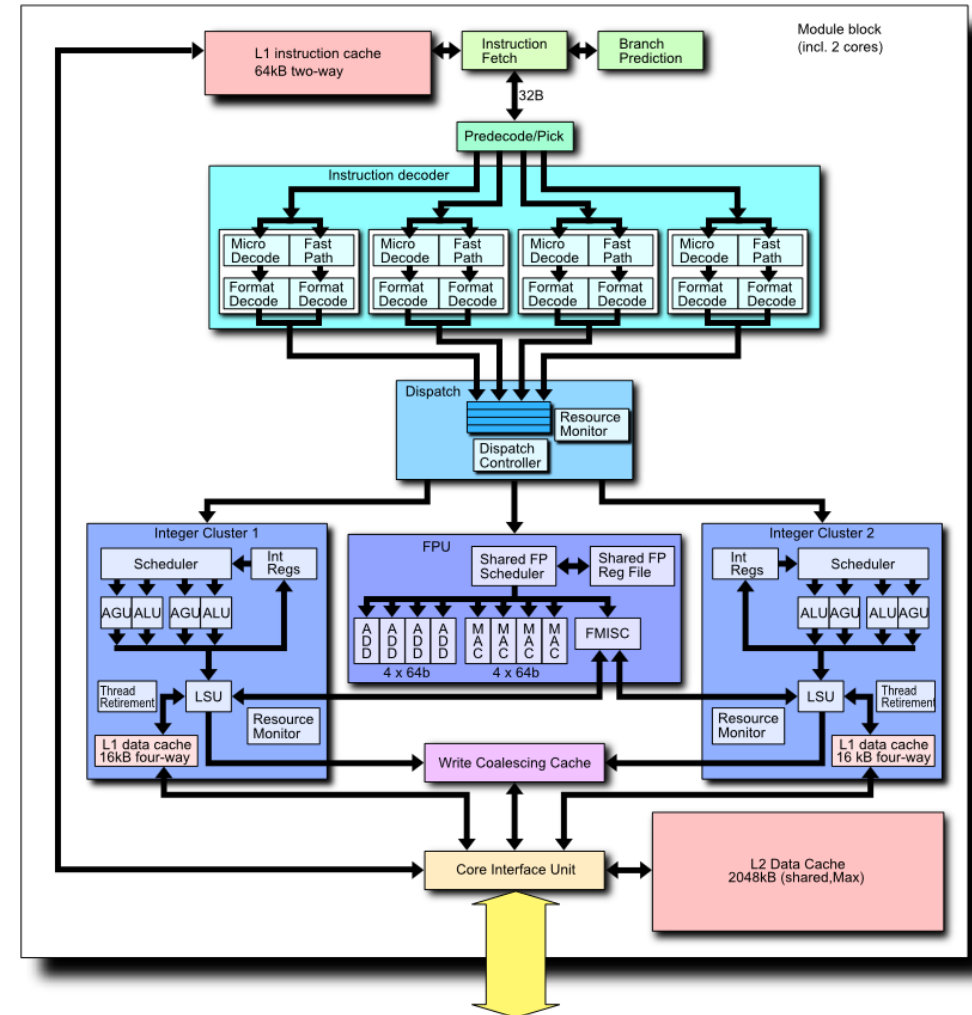 Module block
(incl. 2 cores)
L1 instruction cache
64kB two-way
Instruction
Fetch
Branch
Prediction
32B
Predecode/Pick
Instruction decoder
Micro
Decode
Fast
Path
Format
Decode
Format
Decode
Micro
Decode
Fast
Path
Format
Decode
Format
Decode
Micro
Decode
Fast
Path
Format
Decode
Format
Decode
Micro
Decode
Fast
Path
Format
Decode
Format
Decode
Dispatch
Resource
Monitor
Dispatch
Controller
Integer Cluster 1
Scheduler
Int
Regs
AGU
ALU
AGU
ALU
LSU
Thread
Retirement
Resource
Monitor
L1 data cache
16kB four-way
FPU
Shared FP
Scheduler
Shared FP
Reg File
ADD
ADD
ADD
ADD
4 x 64b
MAC
MAC
MAC
MAC
4 x 64b
FMISC
Integer Cluster 2
Int
Regs
Scheduler
ALU
AGU
ALU
AGU
LSU
Thread
Retirement
Resource
Monitor
L1 data cache
16 kB four-way
Write Coalescing Cache
Core Interface Unit
L2 Data Cache
2048kB (shared,Max)